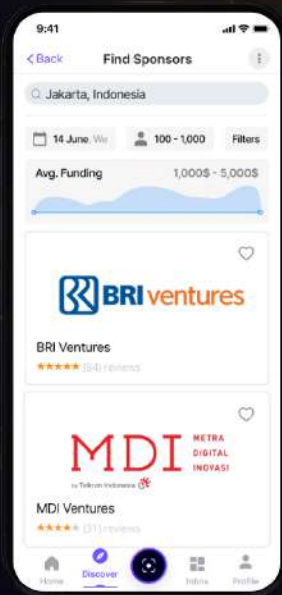 9:41
Back Find Sponsors
Jakarta, Indonesia
14 June, We 100 - 1,000 Filters
Avg. Funding 1,000$ - 5,000$
BRI ventures
BRI Ventures
(64) reviews
MDI METRA
DIGITAL
INOVASI
by Telkom Indonesia
MDI Ventures
(31) reviews
Home Discover Inbox Profile